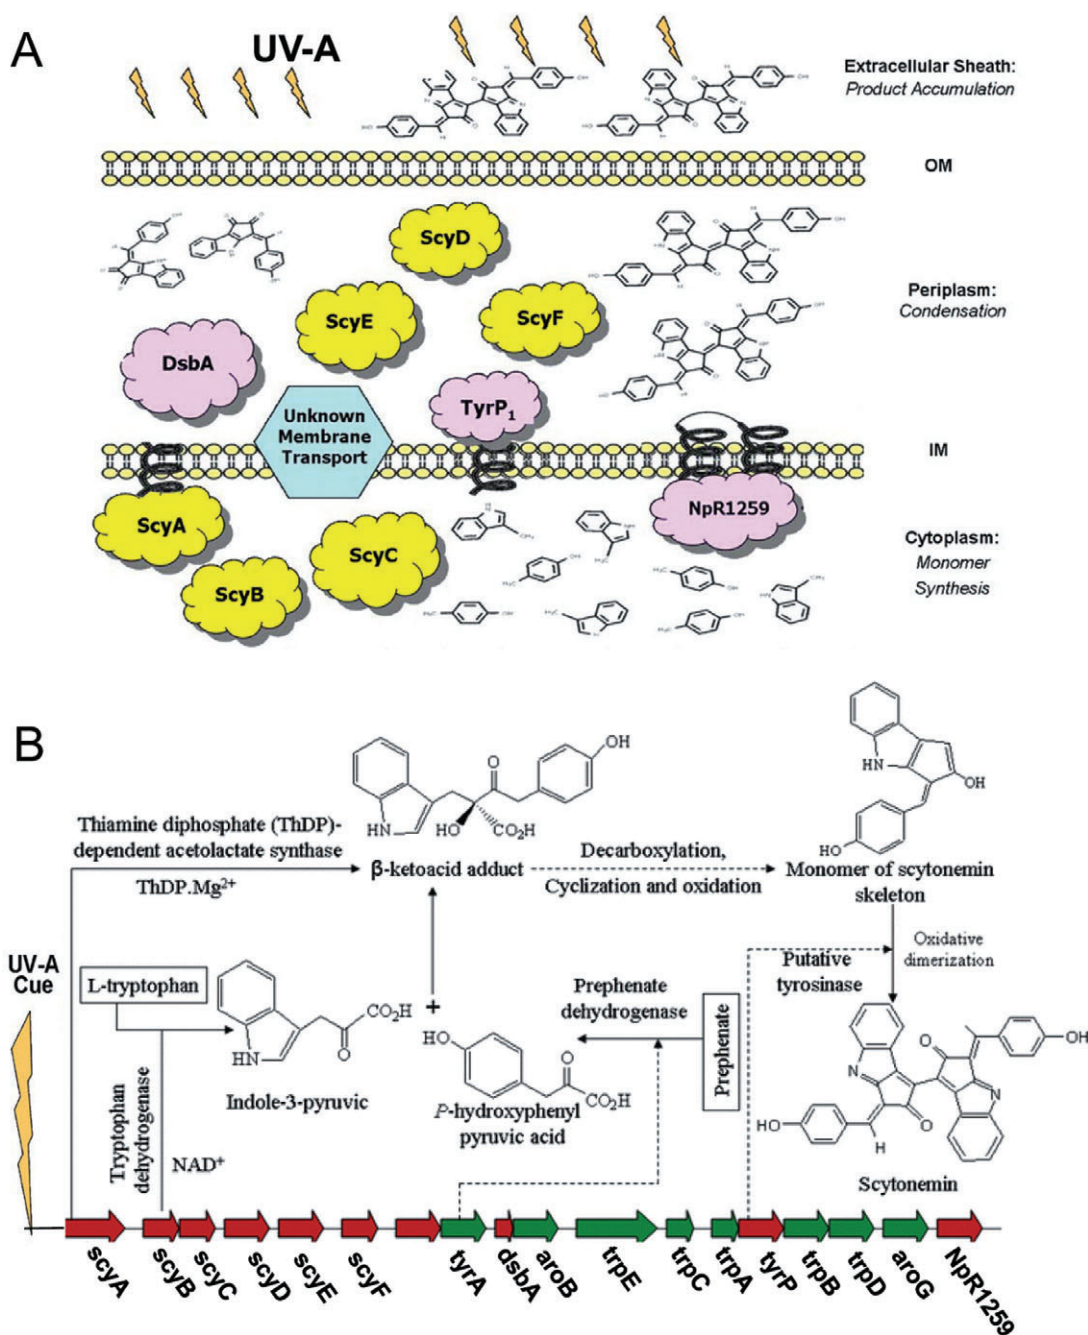 A
UV-A
Extracellular Sheath:
Product Accumulation
OM
ScyD
ScyE
ScyF
Periplasm:
Condensation
DsbA
TyrP1
Unknown
Membrane
Transport
IM
ScyA
ScyC
NpR1259
ScyB
Cytoplasm:
Monomer
Synthesis
B
OH
O
HN
HO
CO2H
HN
OH
HO
Thiamine diphosphate (ThDP)-
dependent acetolactate synthase
ThDP.Mg2+
β-ketoacid adduct
Decarboxylation,
Cyclization and oxidation
Monomer of scytonemin
skeleton
UV-A
Cue
L-tryptophan
CO2H
O
HN
Indole-3-pyruvic
+
HO
O
CO2H
P-hydroxyphenyl
pyruvic acid
Prephenate
dehydrogenase
Prephenate
Putative
tyrosinase
Oxidative
dimerization
O
OH
N
N
HO
O
H
Scytonemin
Tryptophan
dehydrogenase
NAD+
scyA
scyB
scyC
scyD
scyE
scyF
tyrA
dsbA
aroB
trpE
trpC
trpA
tyrP
trpB
trpD
aroG
NpR1259